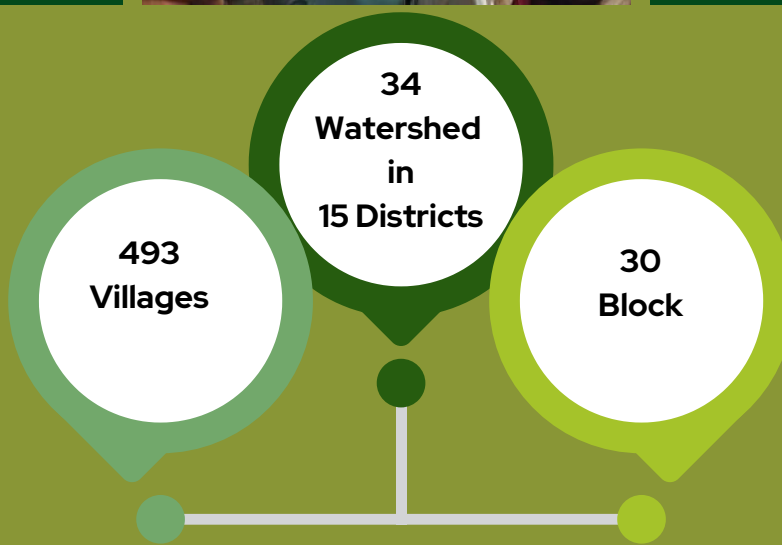 34
Watershed
in
15 Districts
493
Villages
30
Block